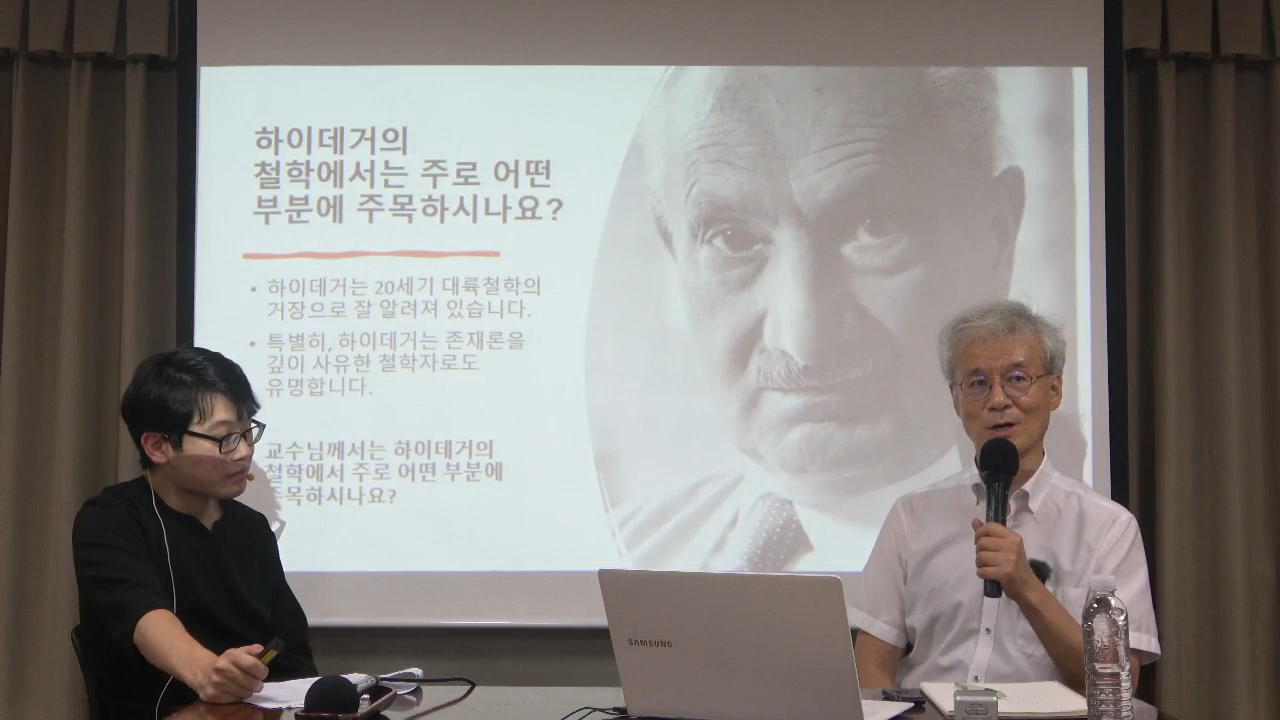 하이데거의
철학에서는 주로 어떤
부분에 주목하시나요?
• 하이데거는 20세기 대륙철학의
거장으로 잘 알려져 있습니다.
• 특별히, 하이데거는 존재론을
깊이 사유한 철학자로도
유명합니다.
교수님께서는 하이데거의
철학에서 주로 어떤 부분에
주목하시나요?
SAMSUNG